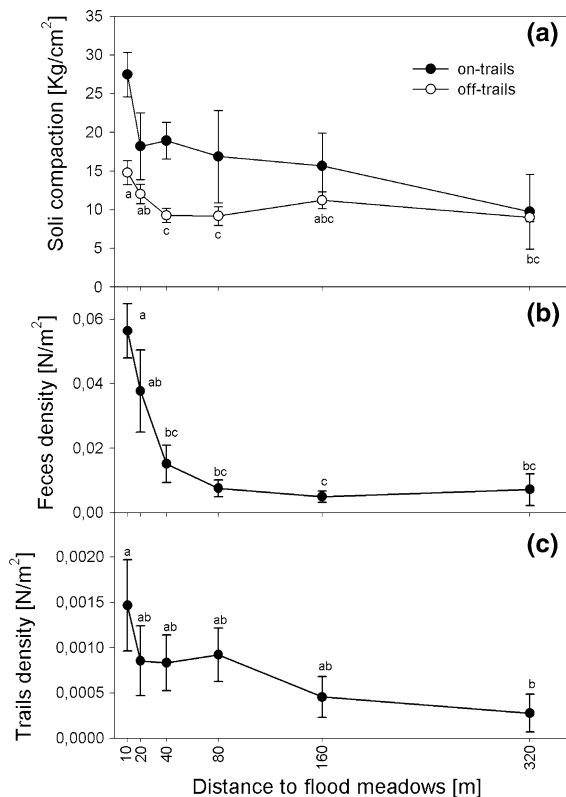 (a)
on-trails
off-trails
Soli compaction [Kg/cm²]
35
30
25
20
15
10
5
0
a
ab
c
c
abc
bc
(b)
Feces density [N/m²]
0,06
0,04
0,02
0,00
a
ab
bc
bc
c
bc
(c)
Trails density [N/m²]
0,0020
0,0015
0,0010
0,0005
0,0000
a
ab
ab
ab
ab
b
10
20
40
80
160
320
Distance to flood meadows [m]